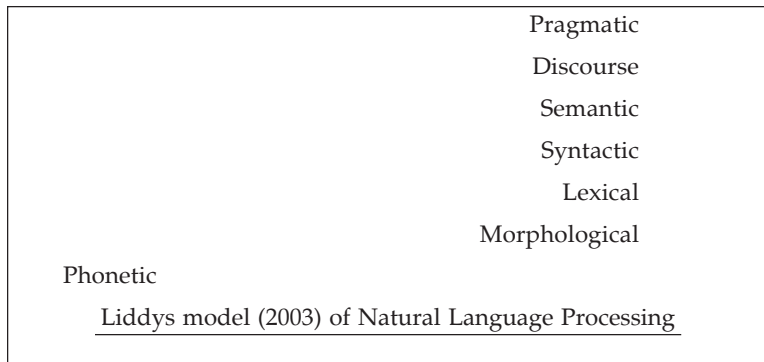 Pragmatic
Discourse
Semantic
Syntactic
Lexical
Morphological
Phonetic
Liddys model (2003) of Natural Language Processing